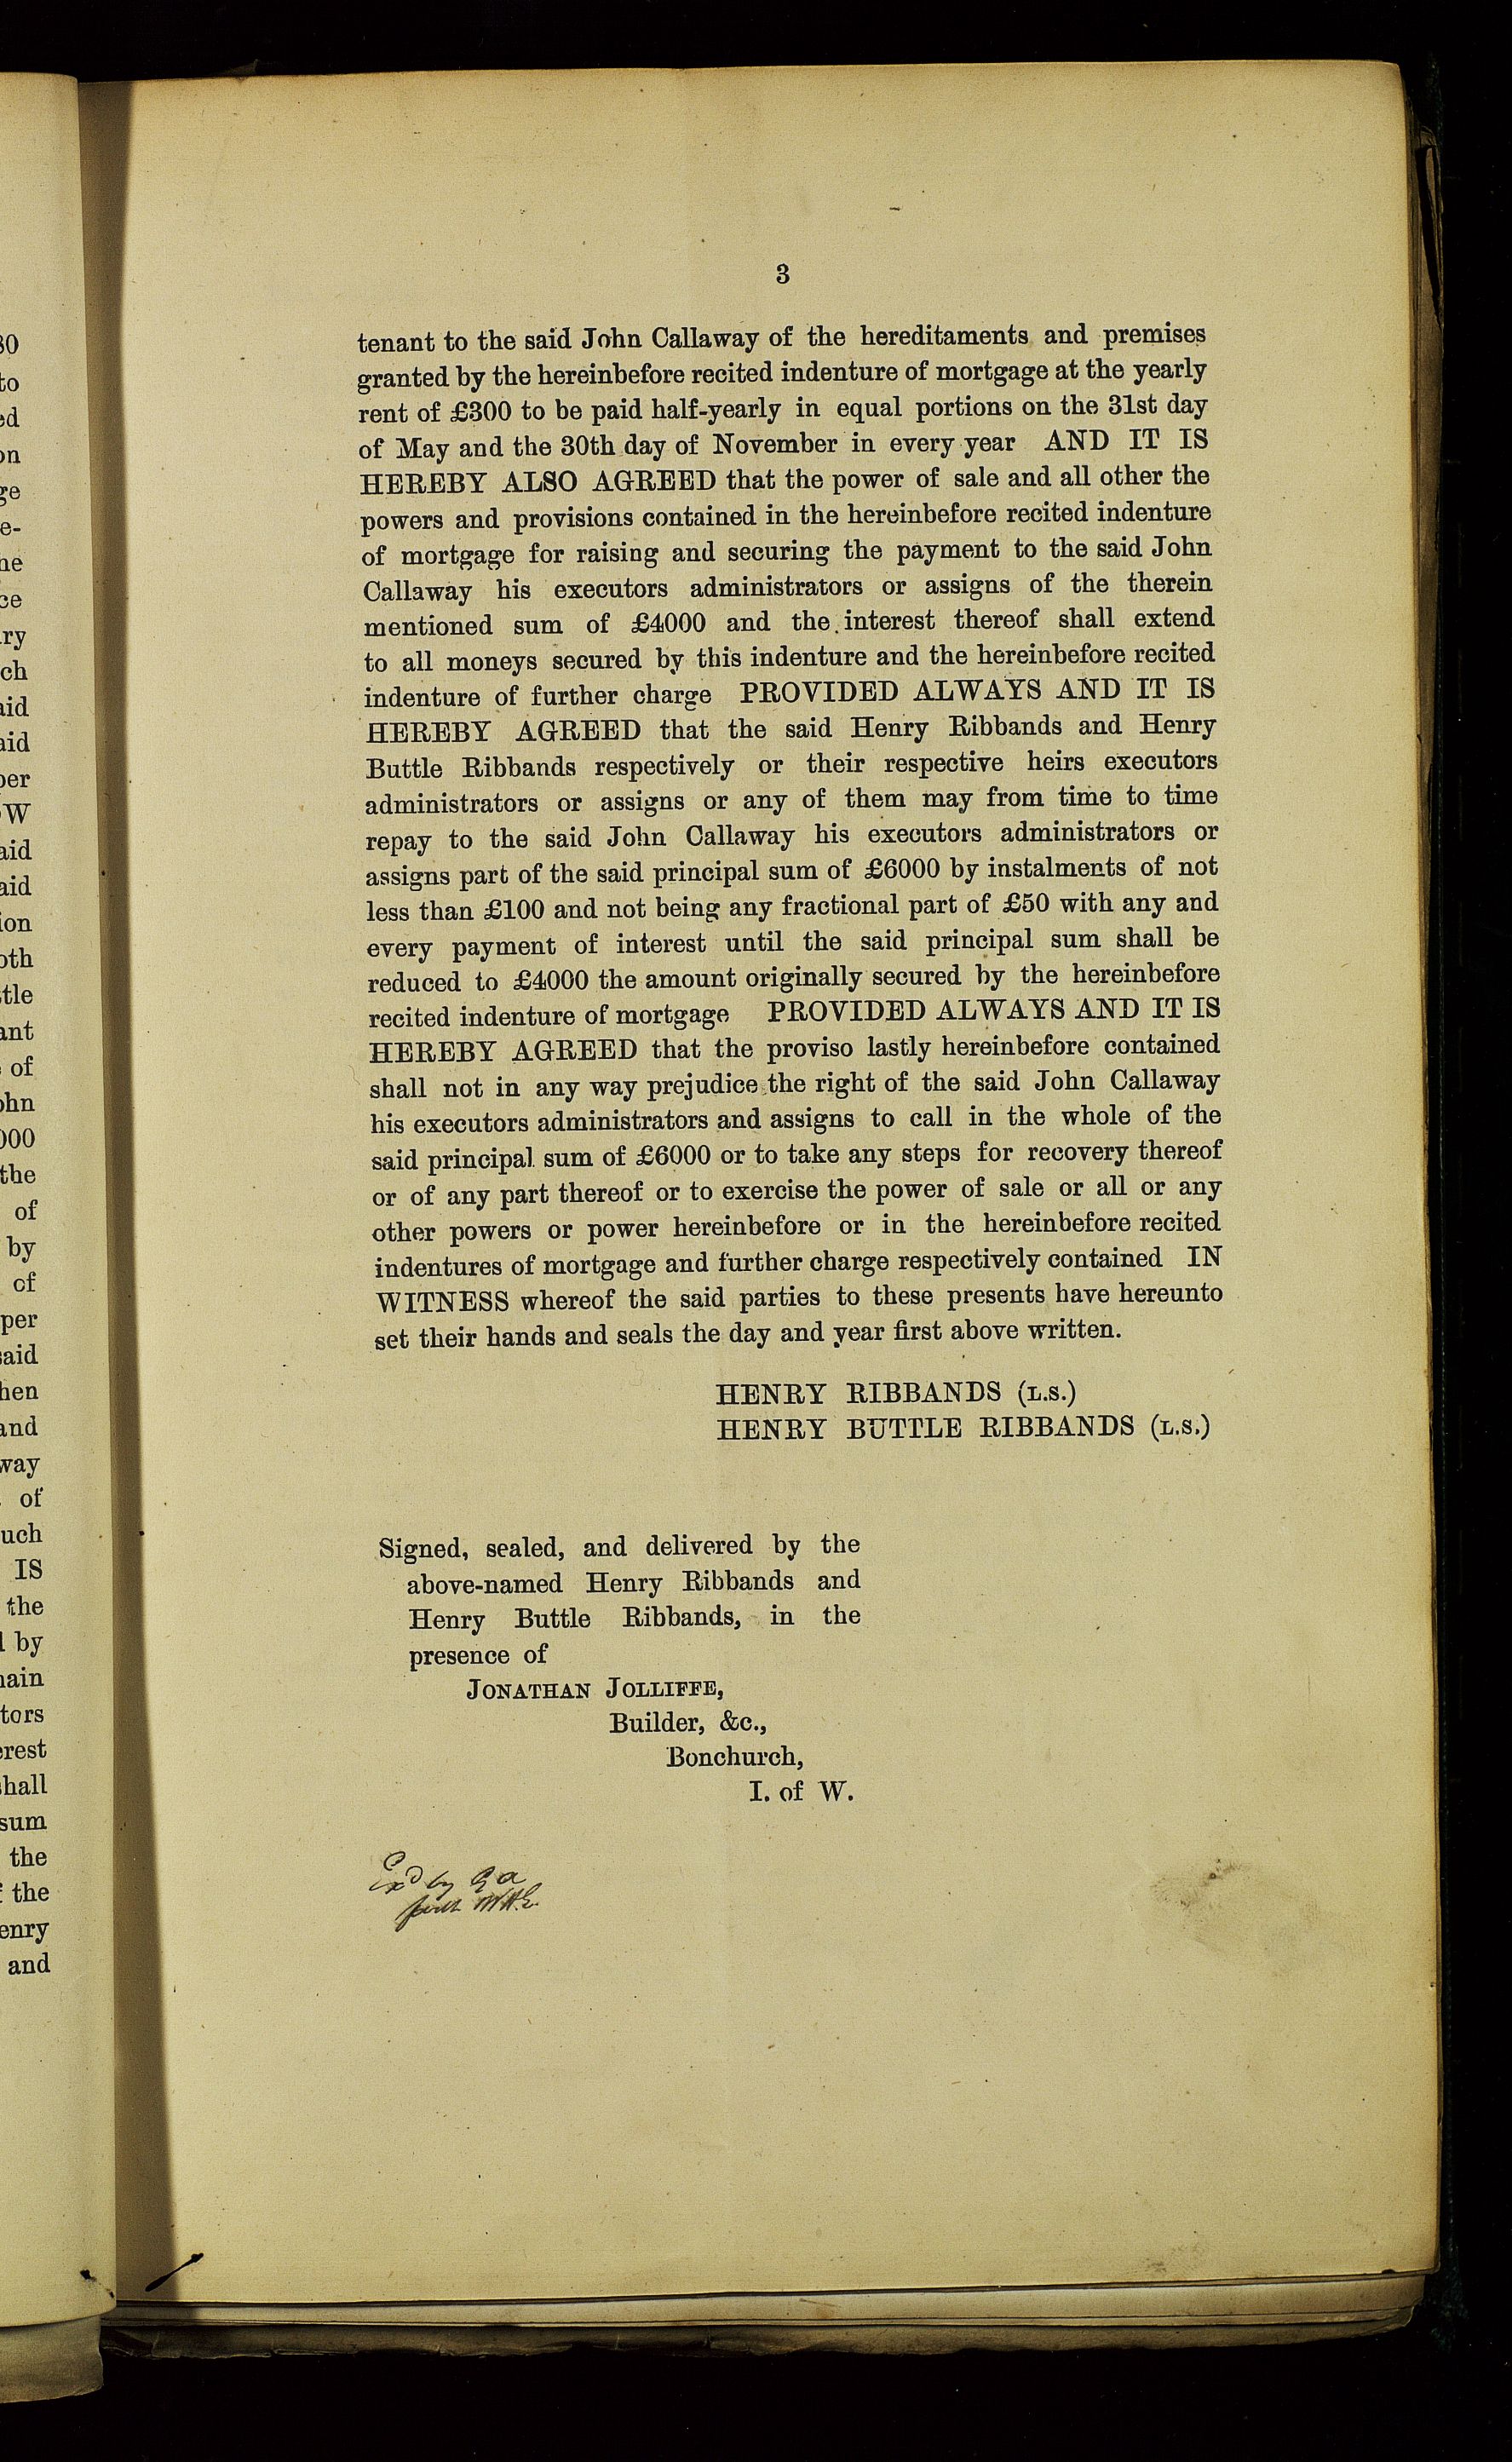 3
tenant to the said John Callaway of the hereditaments and premises
granted by the hereinbefore recited indenture of mortgage at the yearly
rent of £300 to be paid half-yearly in equal portions on the 31st day
of May and the 30th day of November in every year AND IT IS
HEREBY ALSO AGREED that the power of sale and all other the
powers and provisions contained in the hereinbefore recited indenture
of mortgage for raising and securing the payment to the said John
Callaway his executors administrators or assigns of the therein
mentioned sum of £4000 and the interest thereof shall extend
to all moneys secured by this indenture and the hereinbefore recited
indenture of further charge PROVIDED ALWAYS AND IT IS
HEREBY AGREED that the said Henry Ribbands and Henry
Buttle Ribbands respectively or their respective heirs executors
administrators or assigns or any of them may from time to time
repay to the said John Callaway his executors administrators or
assigns part of the said principal sum of £6000 by instalments of not
less than £100 and not being any fractional part of £50 with any and
every payment of interest until the said principal sum shall be
reduced to £4000 the amount originally secured by the hereinbefore
recited indenture of mortgage PROVIDED ALWAYS AND IT IS
HEREBY AGREED that the proviso lastly hereinbefore contained
shall not in any way prejudice the right of the said John Callaway
his executors administrators and assigns to call in the whole of the
said principal sum of £6000 or to take any steps for recovery thereof
or of any part thereof or to exercise the power of sale or all or any
other powers or power hereinbefore or in the hereinbefore recited
indentures of mortgage and further charge respectively contained IN
WITNESS whereof the said parties to these presents have hereunto
set their hands and seals the day and year first above written.
HENRY RIBBANDS (L.S.)
HENRY BUTTLE RIBBANDS (L.S.)
Signed, sealed, and delivered by the
above-named Henry Ribbands and
Henry Buttle Ribbands, in the
presence of
JONATHAN JOLLIFFE,
Builder, &c.,
Bonchurch,
I. of W.